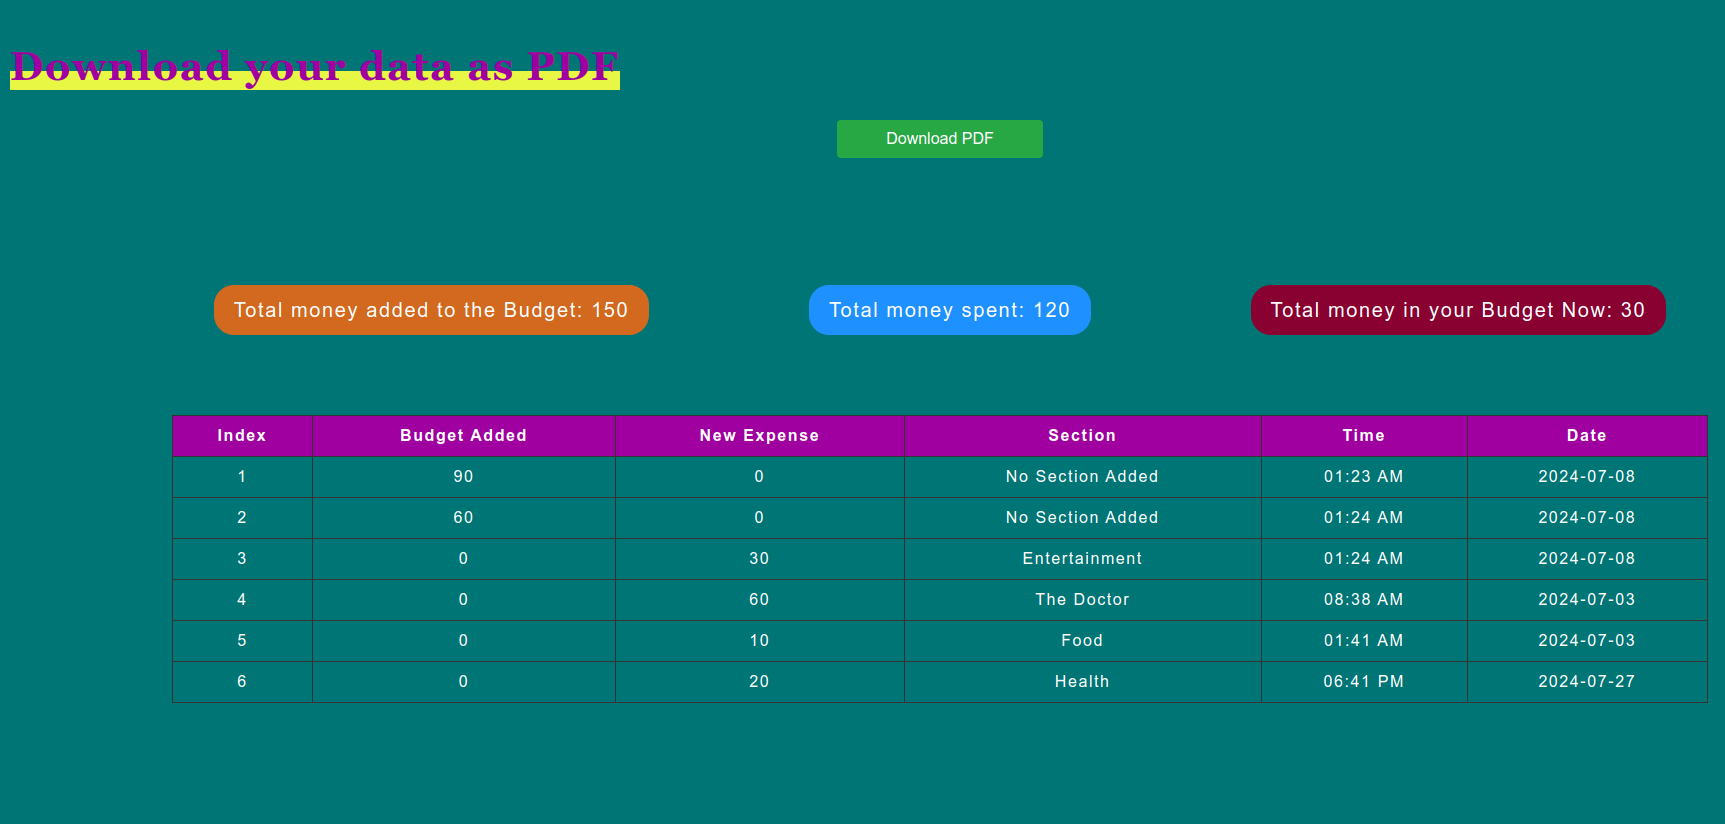 Download your data as PDF
Download PDF
Total money added to the Budget: 150 Total money spent: 120 Total money in your Budget Now: 30
Index Budget Added New Expense Section Time Date
1 90 0 No Section Added 01:23 AM 2024-07-08
2 60 0 No Section Added 01:24 AM 2024-07-08
3 0 30 Entertainment 01:24 AM 2024-07-08
4 0 60 The Doctor 08:38 AM 2024-07-03
5 0 10 Food 01:41 AM 2024-07-03
6 0 20 Health 06:41 PM 2024-07-27